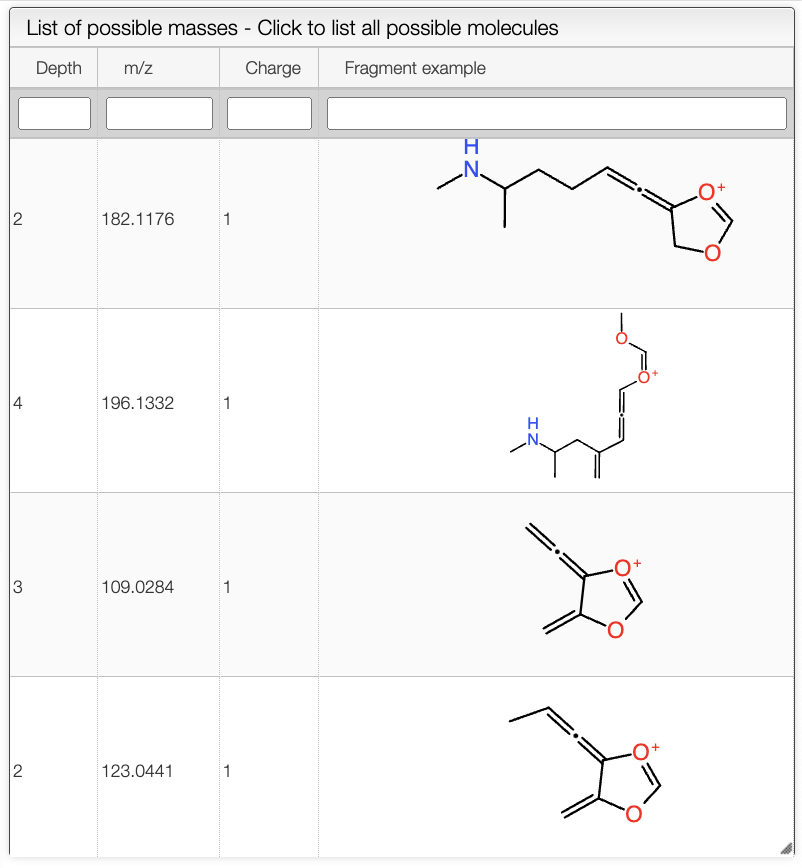 List of possible masses - Click to list all possible molecules
Depth m/z Charge Fragment example
H
N
O+
O
2 182.1176 1
O
O+
H
N
4 196.1332 1
O+
O
3 109.0284 1
O+
O
2 123.0441 1